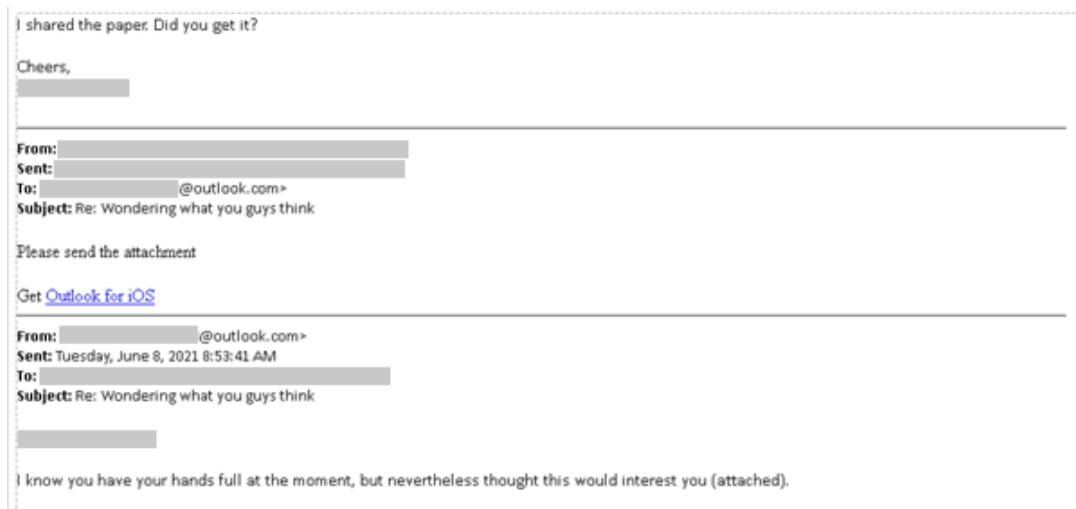 I shared the paper. Did you get it?
Cheers,
From:
Sent:
To: @outlook.com>
Subject: Re: Wondering what you guys think
Please send the attachment
Get Outlook for iOS
From: @outlook.com>
Sent: Tuesday, June 8, 2021 8:53:41 AM
To:
Subject: Re: Wondering what you guys think
I know you have your hands full at the moment, but nevertheless thought this would interest you (attached).